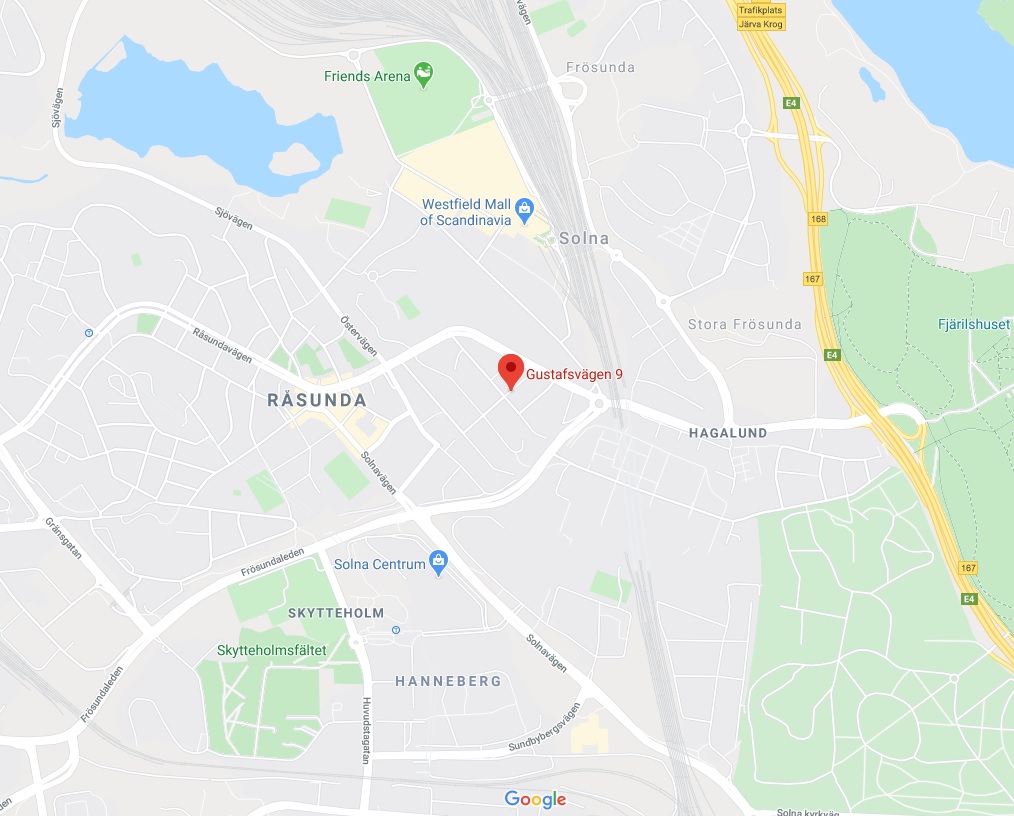 Trafikplats
Järva Krog
vägen
Frösunda
Friends Arena
E4
Sjövägen
Westfield Mall
of Scandinavia
Sjövägen
168
Solna
167
Östervägen
Stora Frösunda
Fjärilshuset
Råsundavägen
E4
Gustafsvägen 9
RÅSUNDA
HAGALUND
Solnavägen
Gränsgatan
Frösundaleden
Solna Centrum
167
E4
SKYTTEHOLM
Skytteholmsfältet
Solnavägen
HANNEBERG
Frösundaleden
Huvudstagatan
Sundbybergsvägen
Google
den
Solna kyrkväg